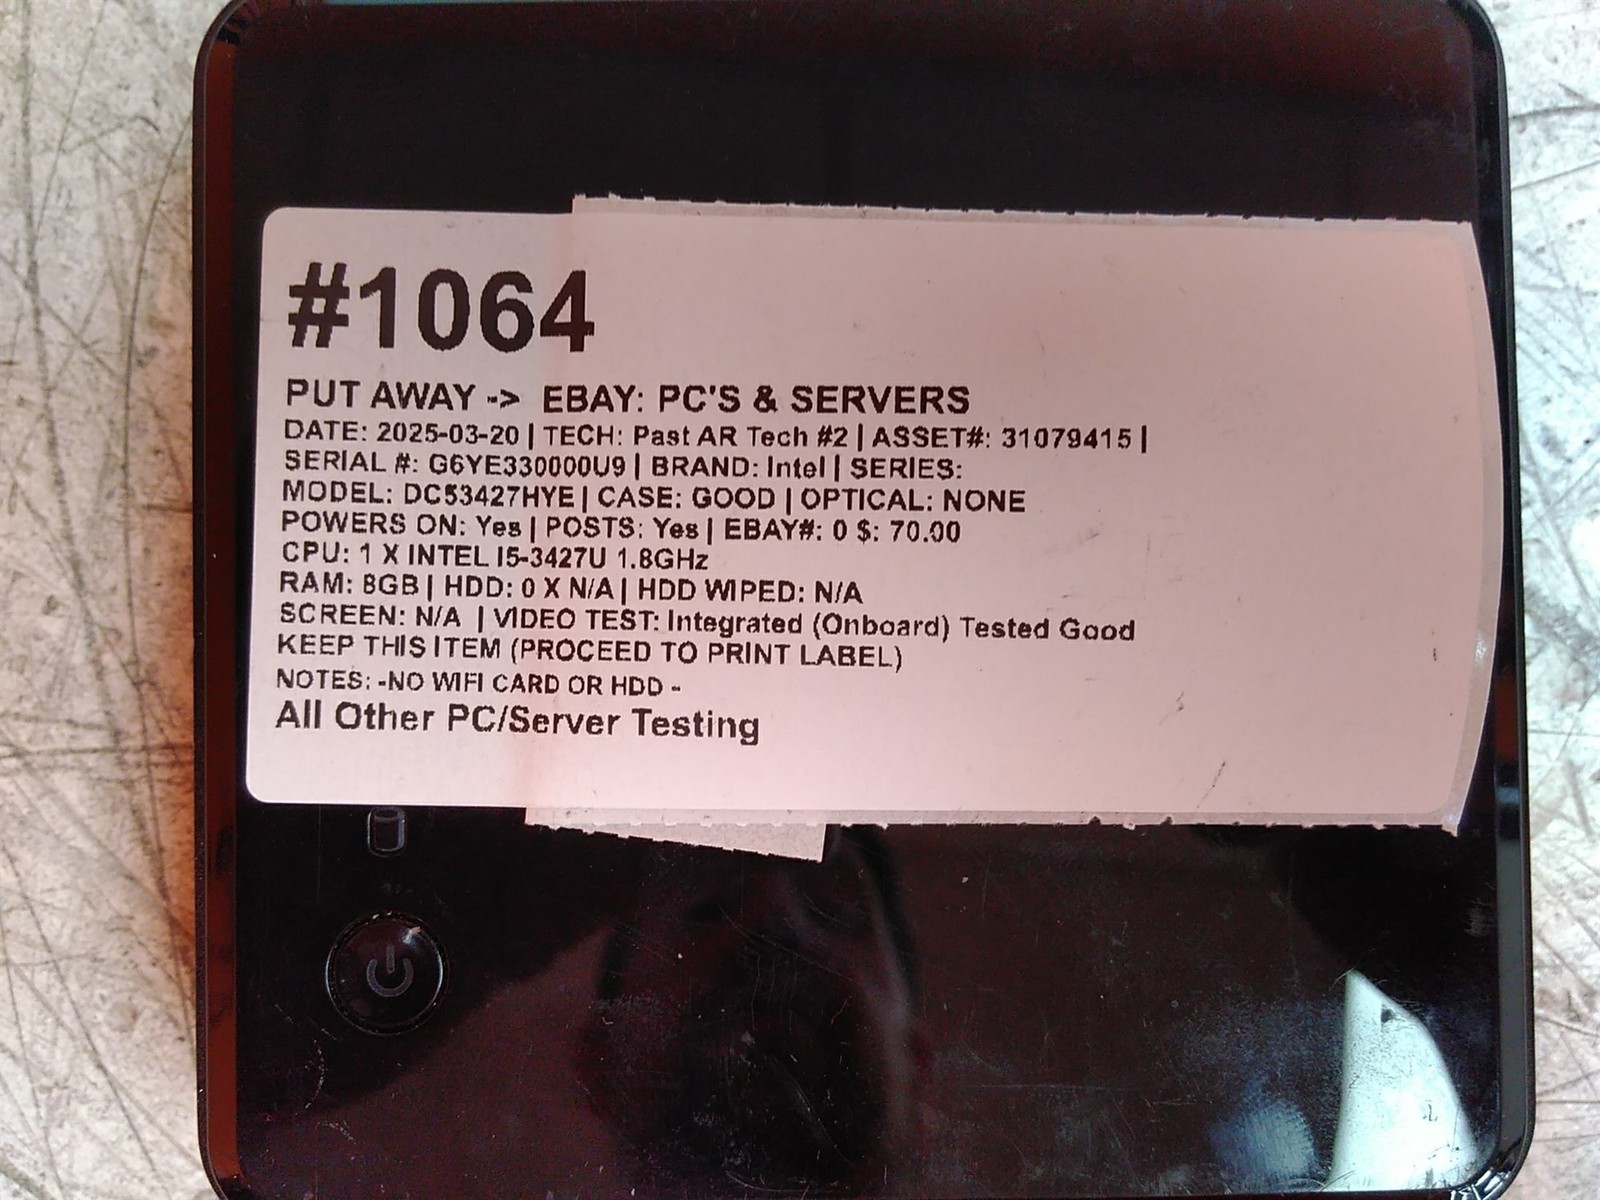 #1064
PUT AWAY -> EBAY: PC'S & SERVERS
DATE: 2025-03-20 | TECH: Past AR Tech #2 | ASSET#: 31079415 |
SERIAL #: G6YE330000U9 | BRAND: Intel | SERIES:
MODEL: DC53427HYE | CASE: GOOD | OPTICAL: NONE
POWERS ON: Yes | POSTS: Yes | EBAY#: 0 $: 70.00
CPU: 1 X INTEL I5-3427U 1.8GHz
RAM: 8GB | HDD: 0 X N/A | HDD WIPED: N/A
SCREEN: N/A | VIDEO TEST: Integrated (Onboard) Tested Good
KEEP THIS ITEM (PROCEED TO PRINT LABEL)
NOTES: -NO WIFI CARD OR HDD -
All Other PC/Server Testing